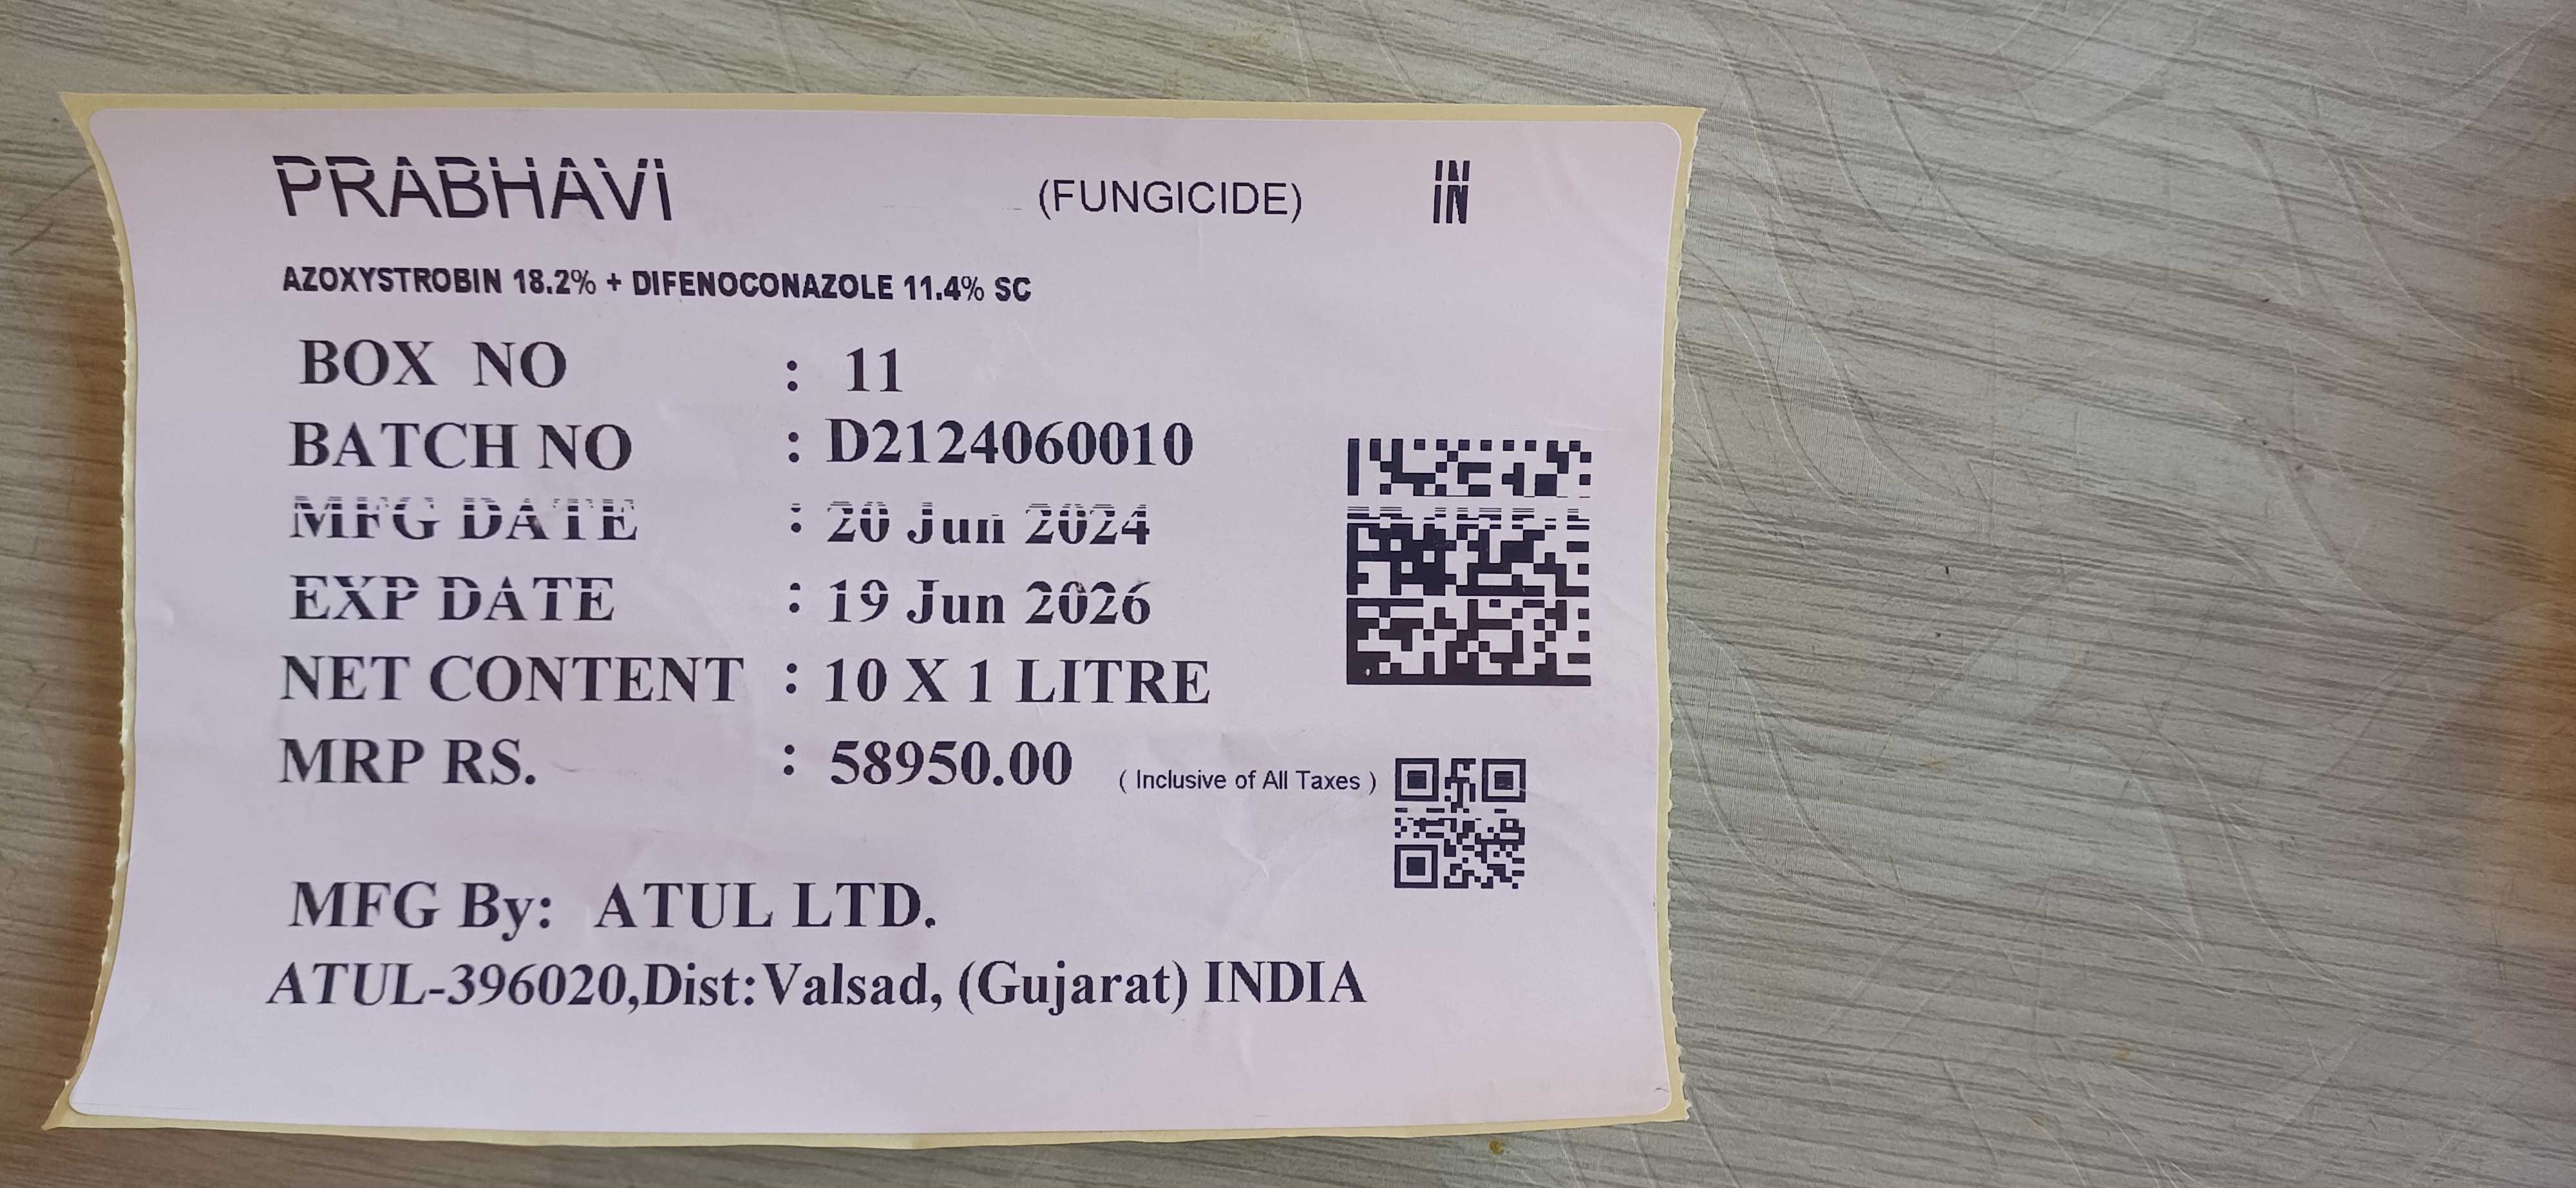 PRABHAVI (FUNGICIDE) IN
AZOXYSTROBIN 18.2% + DIFENOCONAZOLE 11.4% SC
BOX NO : 11
BATCH NO : D2124060010
MFG DATE : 20 Jun 2024
EXP DATE : 19 Jun 2026
NET CONTENT : 10 X 1 LITRE
MRP RS. : 58950.00 ( Inclusive of All Taxes )
MFG By: ATUL LTD.
ATUL-396020,Dist:Valsad, (Gujarat) INDIA